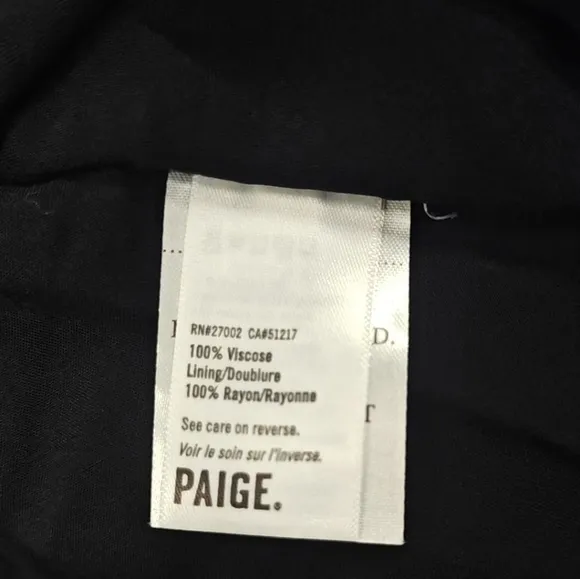 RN#27002 CA#51217
100% Viscose
Lining/Doublure
100% Rayon/Rayonne
See care on reverse.
Voir le soin sur l'inverse.
PAIGE.
D.
T